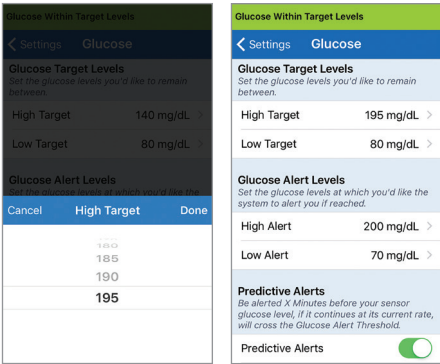 Glucose Within Target Levels
Settings Glucose
Glucose Target Levels
Set the glucose levels you'd like to remain
between.
High Target 140 mg/dL
Low Target 80 mg/dL
Glucose Alert Levels
Set the glucose levels at which you'd like the
Cancel High Target Done
180
185
190
195
Glucose Within Target Levels
Settings Glucose
Glucose Target Levels
Set the glucose levels you'd like to remain
between.
High Target 195 mg/dL
Low Target 80 mg/dL
Glucose Alert Levels
Set the glucose levels at which you'd like the
system to alert you if reached.
High Alert 200 mg/dL
Low Alert 70 mg/dL
Predictive Alerts
Be alerted X Minutes before your sensor
glucose level, if it continues at its current rate,
will cross the Glucose Alert Threshold.
Predictive Alerts